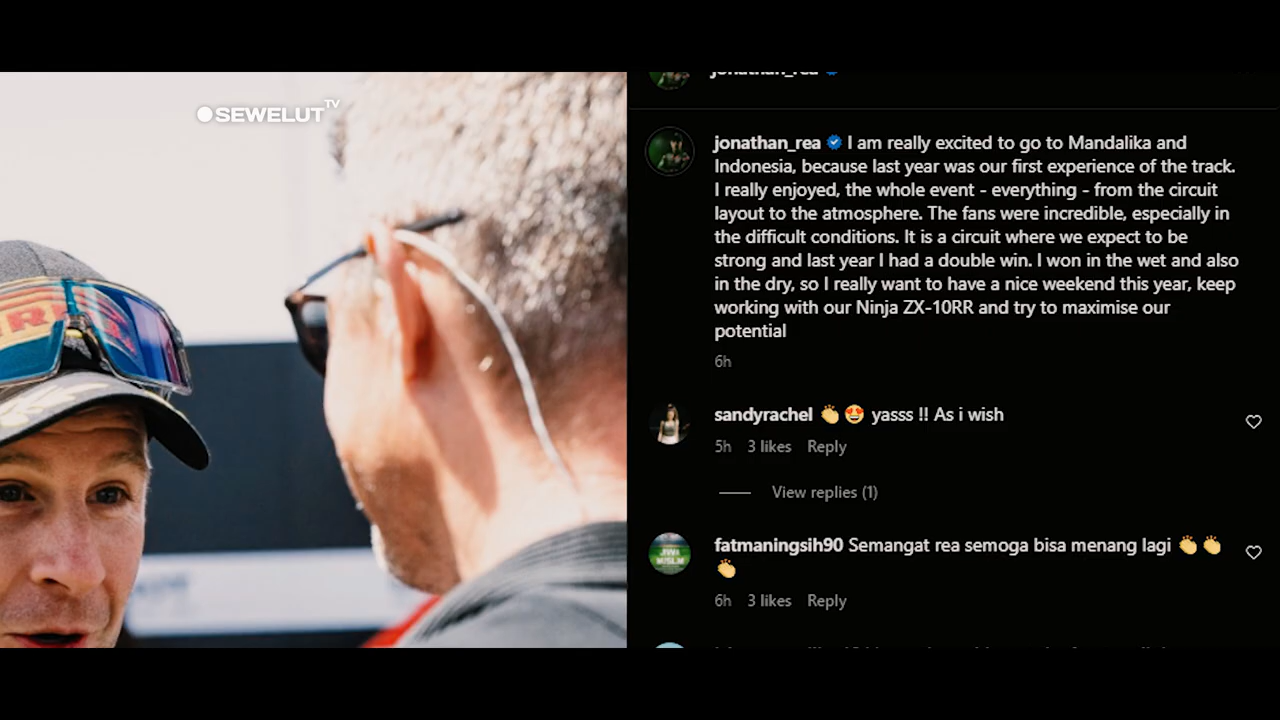 SEWELUT TV
jonathan_rea
jonathan_rea I am really excited to go to Mandalika and
Indonesia, because last year was our first experience of the track.
I really enjoyed, the whole event - everything - from the circuit
layout to the atmosphere. The fans were incredible, especially in
the difficult conditions. It is a circuit where we expect to be
strong and last year I had a double win. I won in the wet and also
in the dry, so I really want to have a nice weekend this year, keep
working with our Ninja ZX-10RR and try to maximise our
potential
6h
sandyrachel 👏 😍 yasss !! As i wish
5h 3 likes Reply
View replies (1)
fatmaningsih90 Semangat rea semoga bisa menang lagi 👏 👏
👏
6h 3 likes Reply